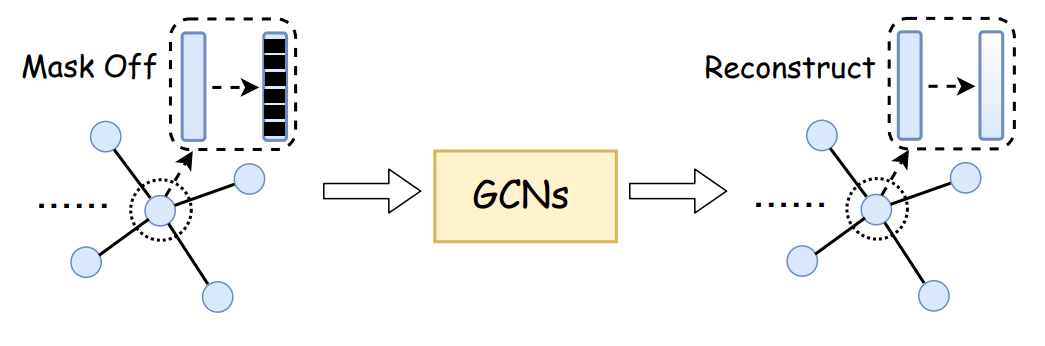 Mask Off
Reconstruct
......
GCNs
......